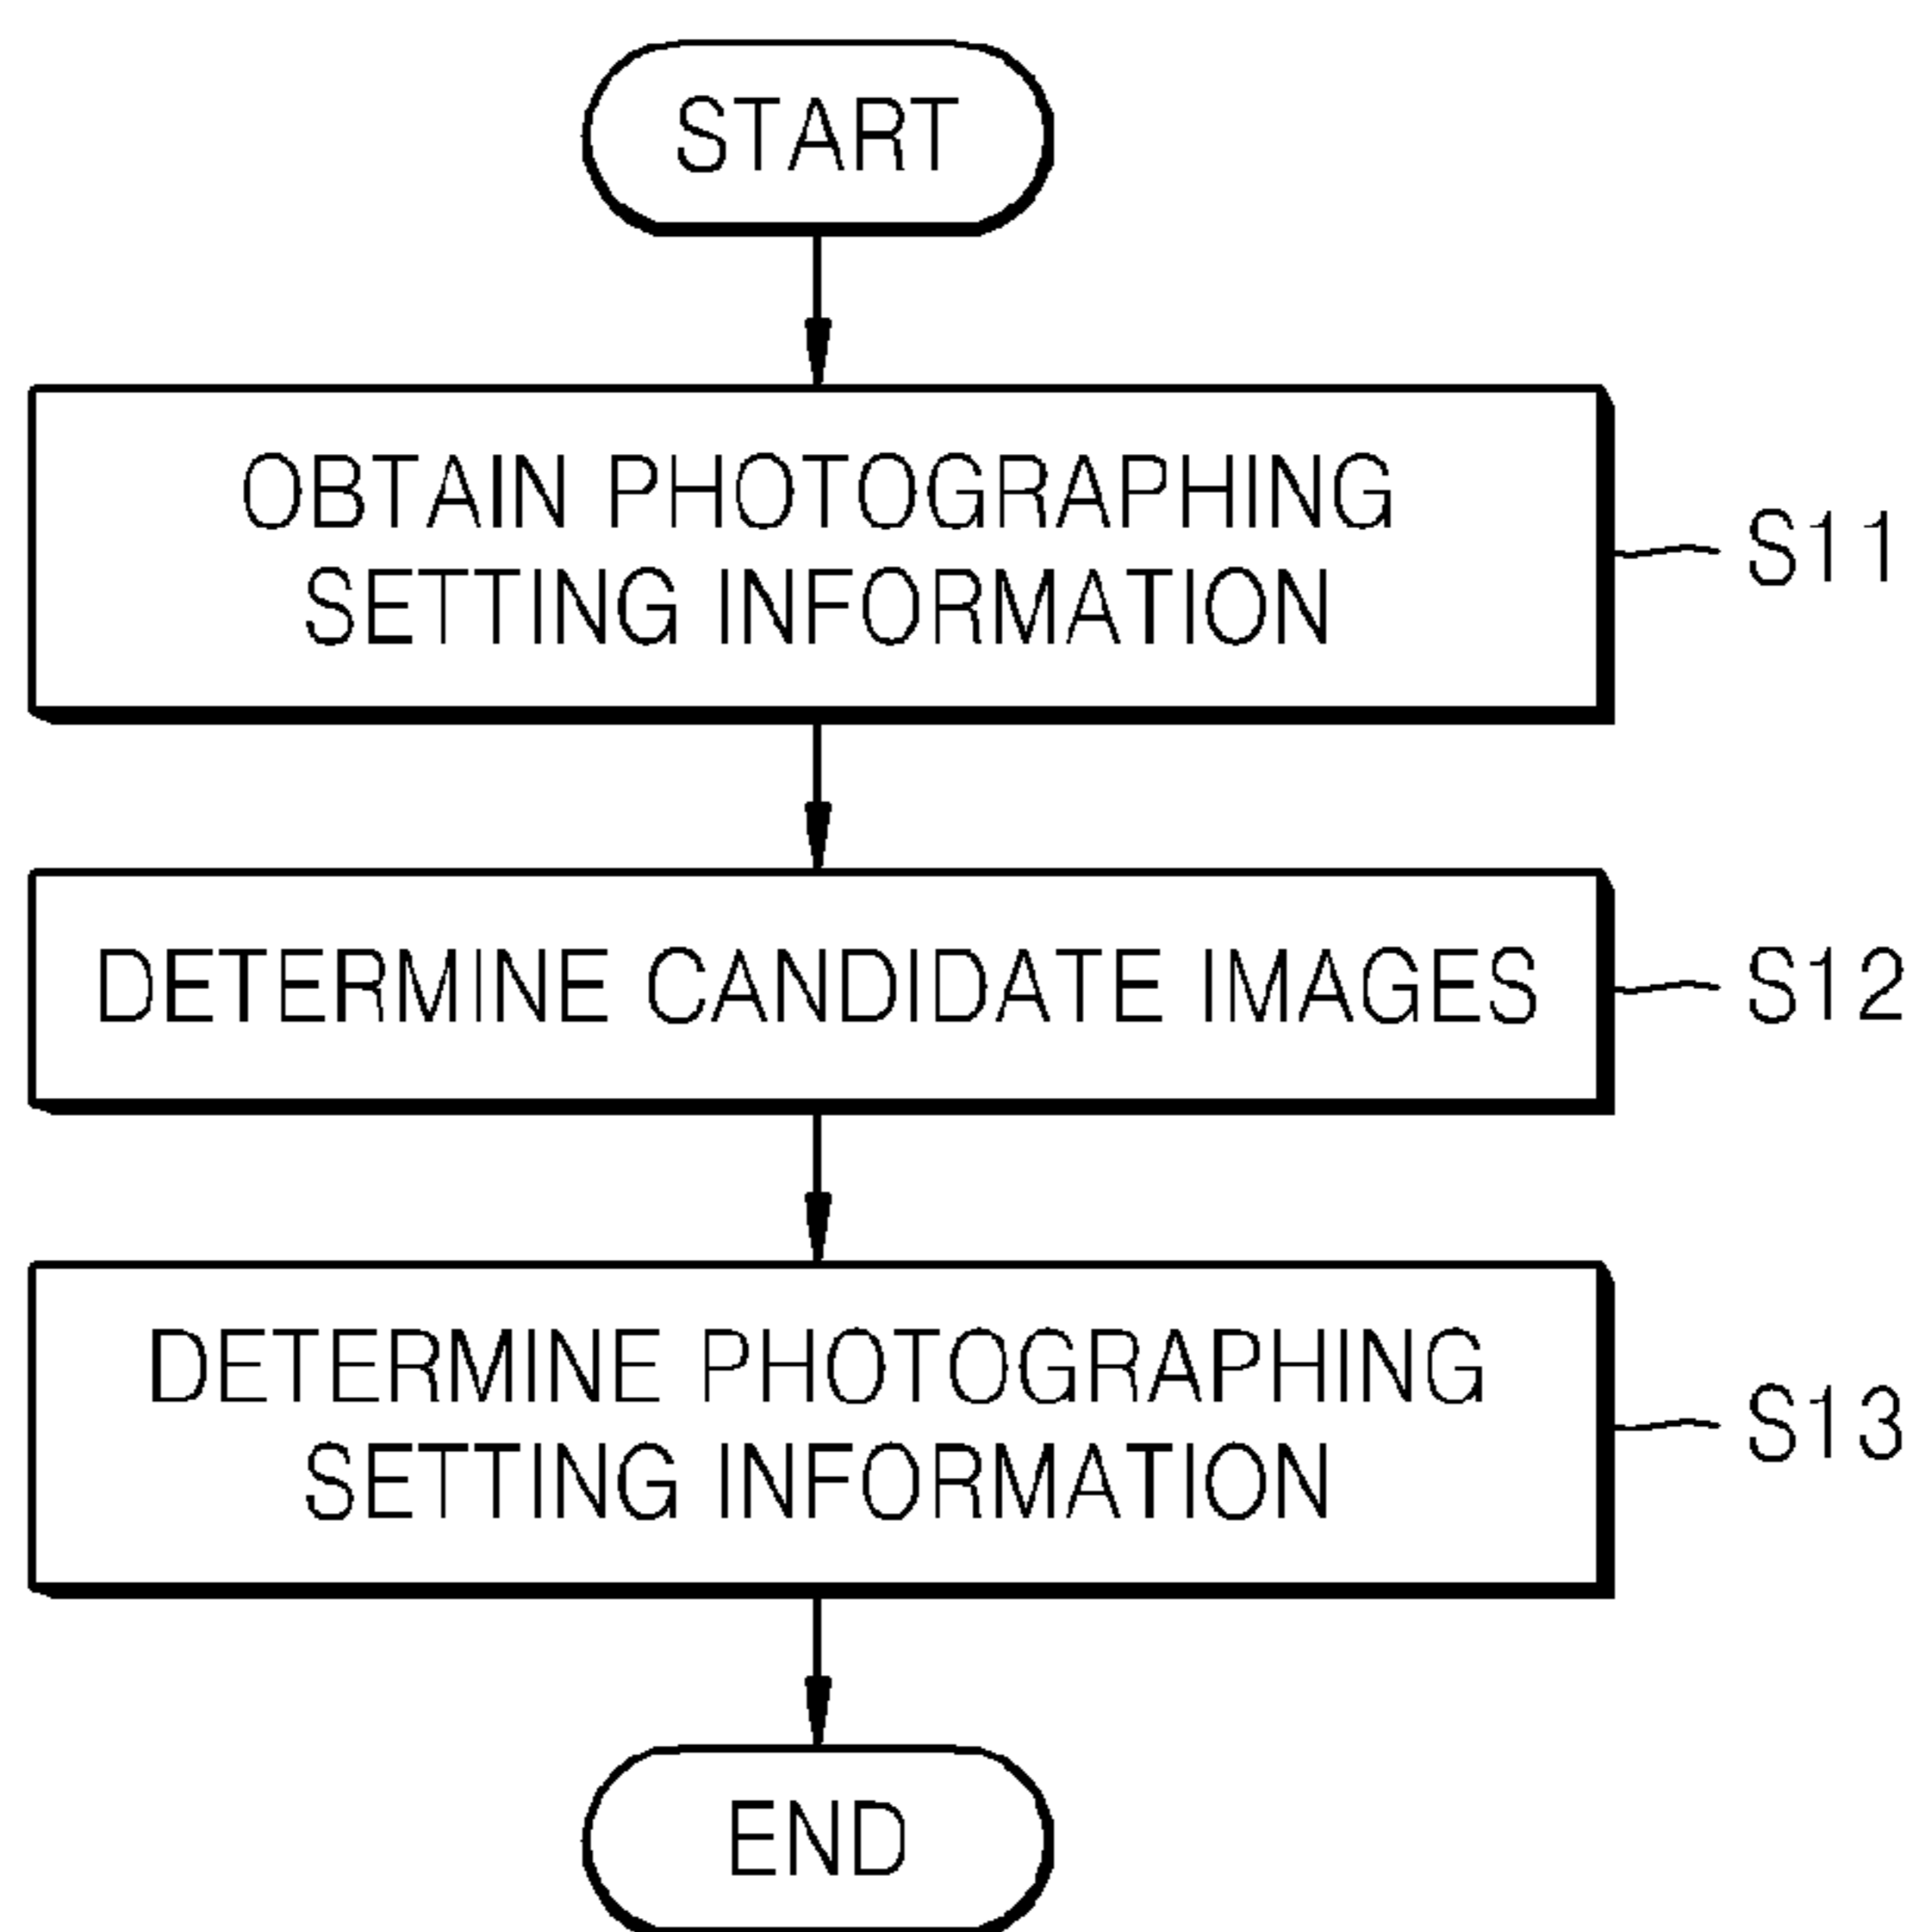 START
OBTAIN PHOTOGRAPHING
SETTING INFORMATION
S11
DETERMINE CANDIDATE IMAGES
S12
DETERMINE PHOTOGRAPHING
SETTING INFORMATION
S13
END